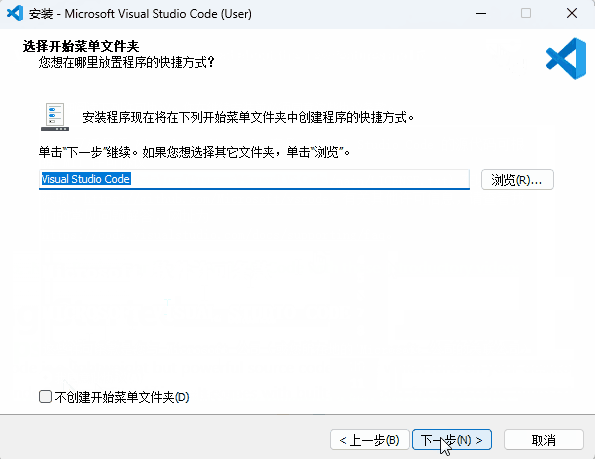 安装 - Microsoft Visual Studio Code (User)
选择开始菜单文件夹
您想在哪里放置程序的快捷方式？
安装程序现在将在下列开始菜单文件夹中创建程序的快捷方式。
单击“下一步”继续。如果您想选择其它文件夹，单击“浏览”。
Visual Studio Code
浏览(R)...
不创建开始菜单文件夹(D)
< 上一步(B)
下一步(N) >
取消